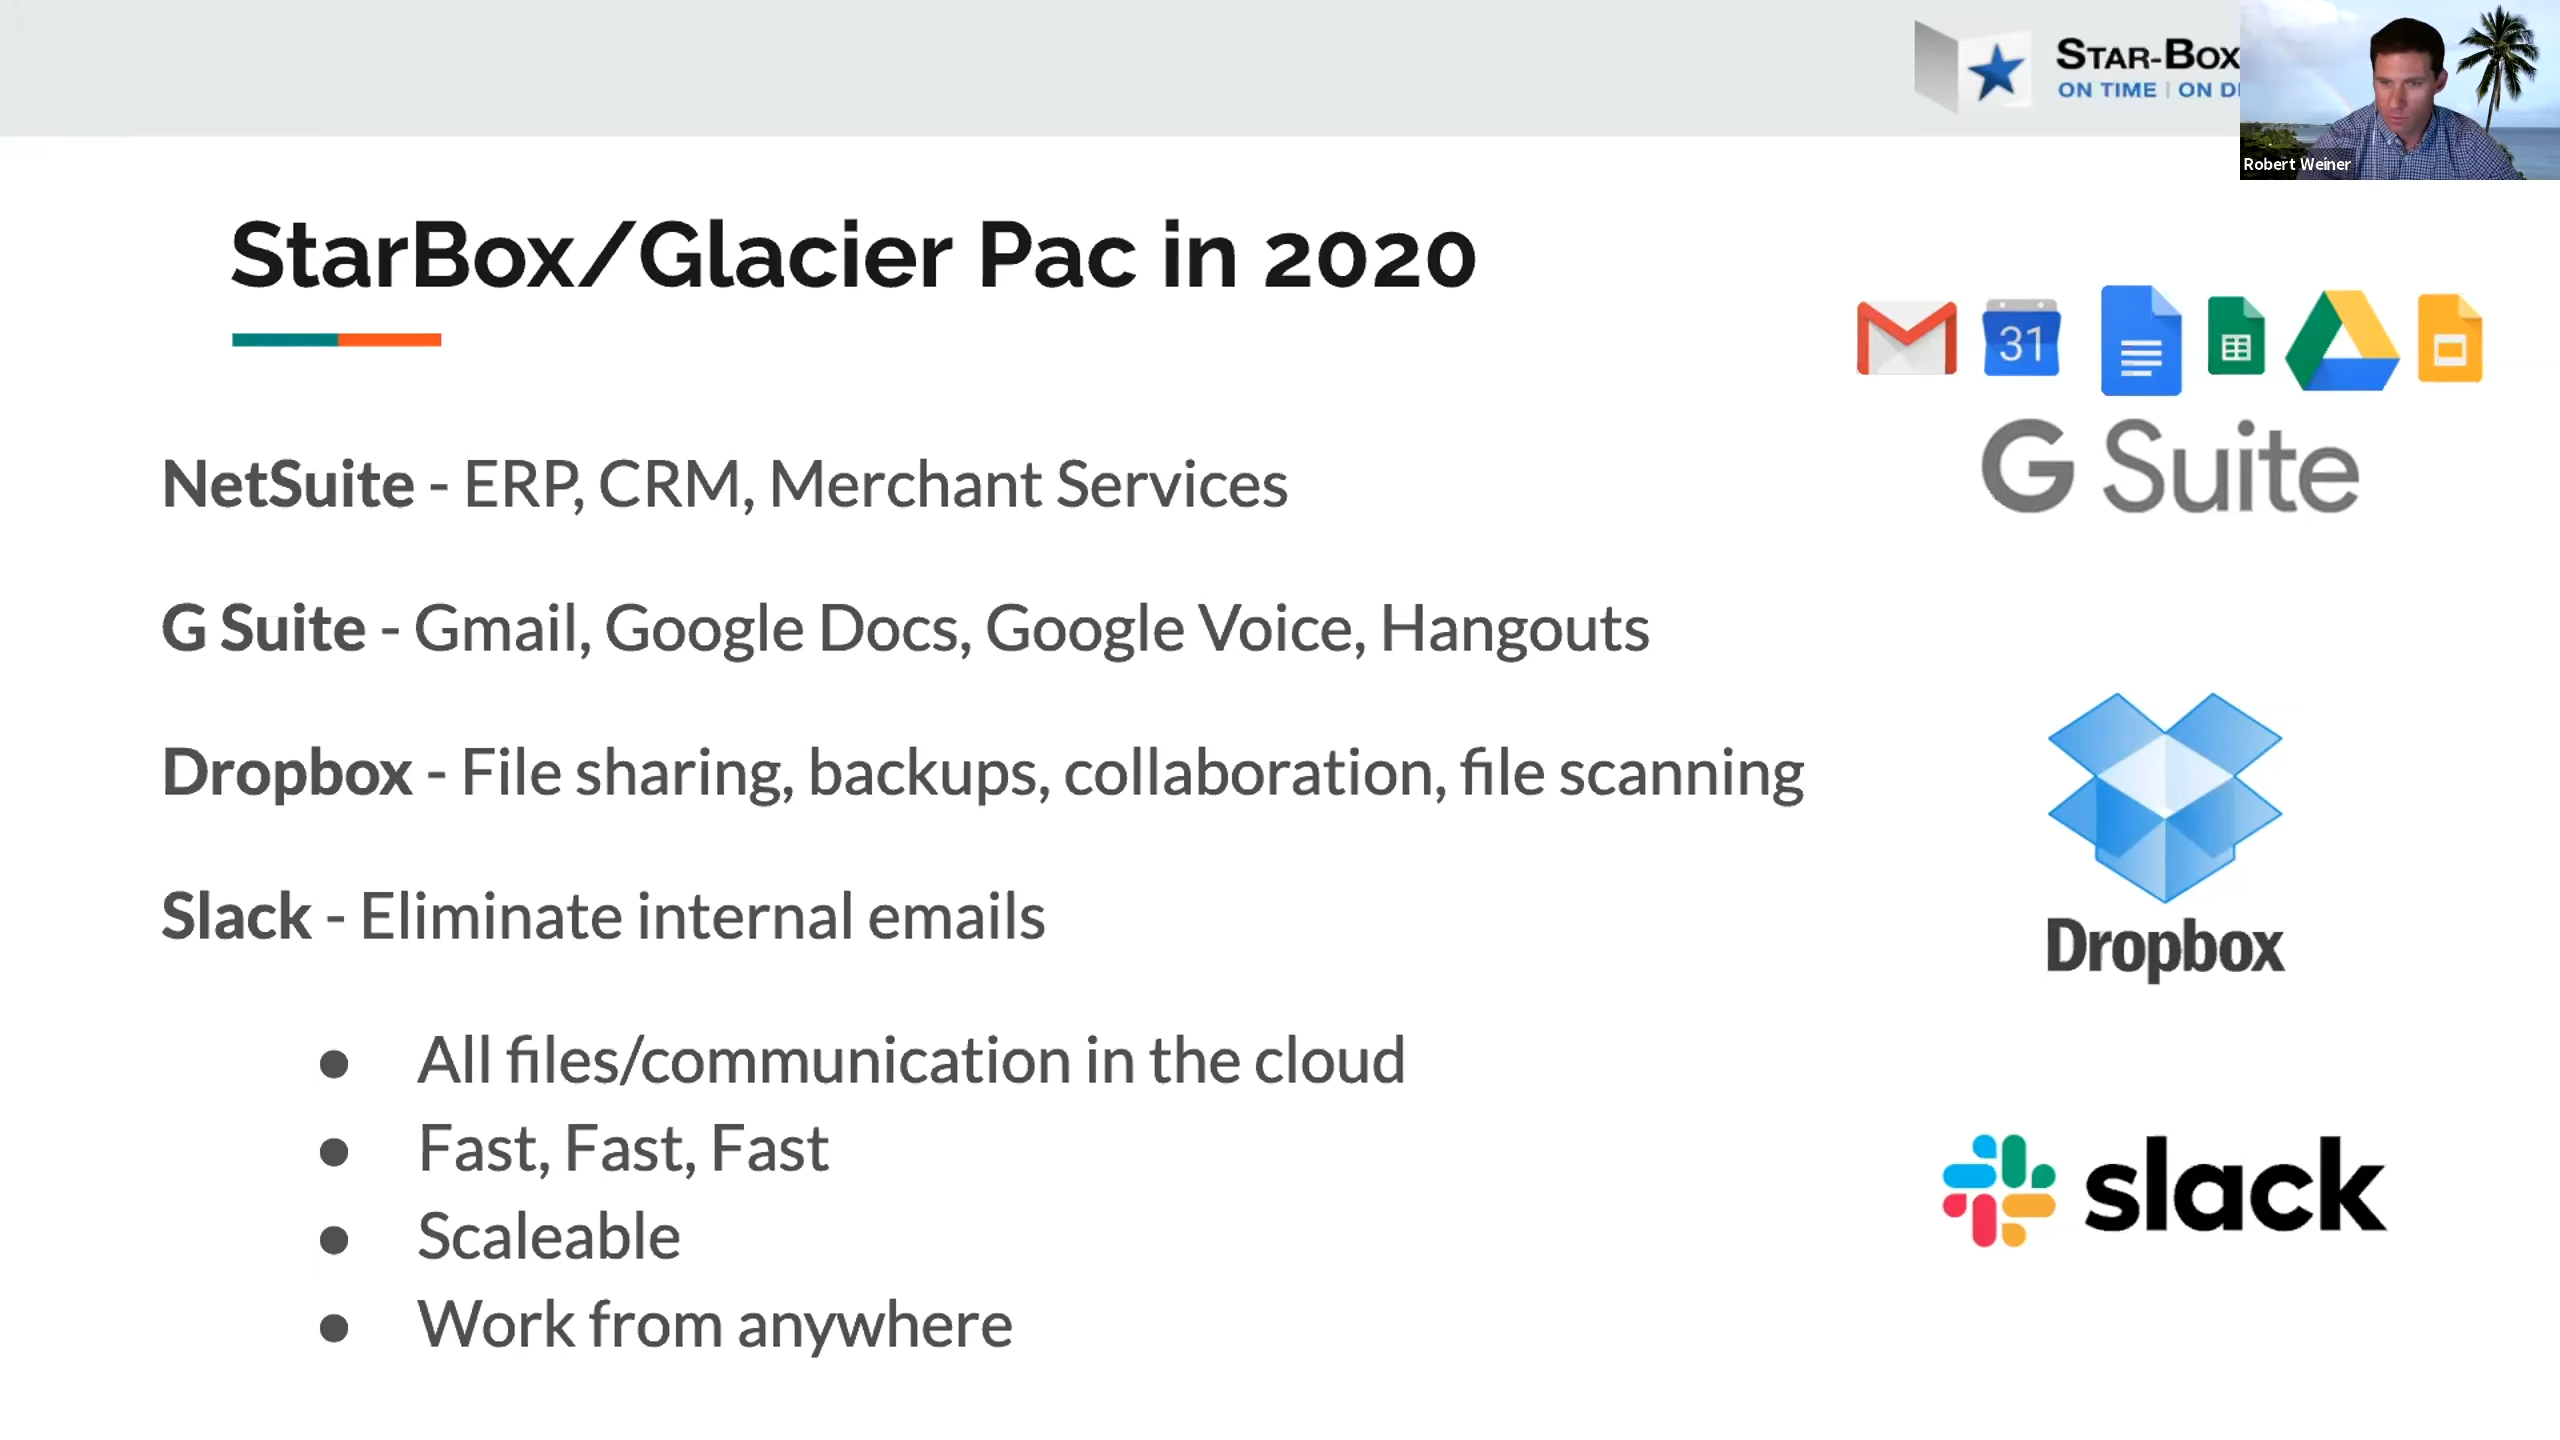 STAR-BOX
ON TIME | ON
Robert Weiner
StarBox/Glacier Pac in 2020
31
G Suite
NetSuite - ERP, CRM, Merchant Services
G Suite - Gmail, Google Docs, Google Voice, Hangouts
Dropbox - File sharing, backups, collaboration, file scanning
Dropbox
Slack - Eliminate internal emails
● All files/communication in the cloud
● Fast, Fast, Fast
● Scaleable
● Work from anywhere
slack